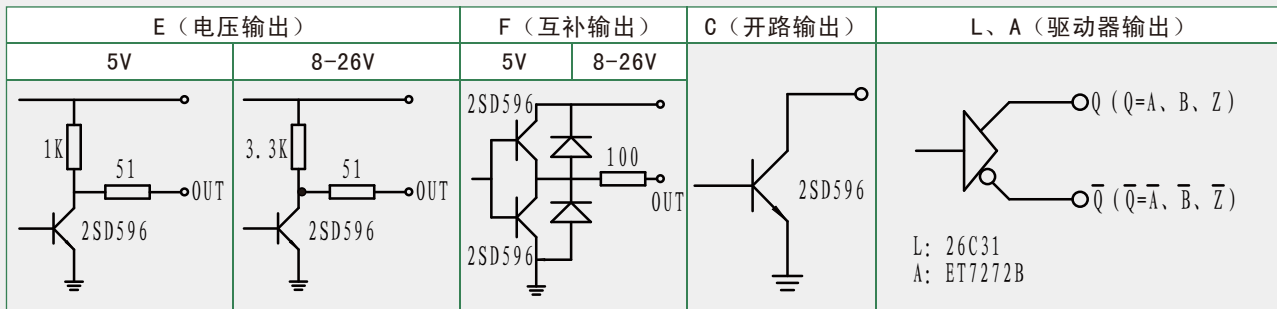 E（电压输出）
F（互补输出）
C（开路输出）
L、A（驱动器输出）
5V
8-26V
5V
8-26V
1K
51
OUT
2SD596
3.3K
51
OUT
2SD596
2SD596
100
OUT
2SD596
2SD596
Q（Q=A、B、Z）
Q̅（Q̅=A̅、B̅、Z̅）
L: 26C31
A: ET7272B